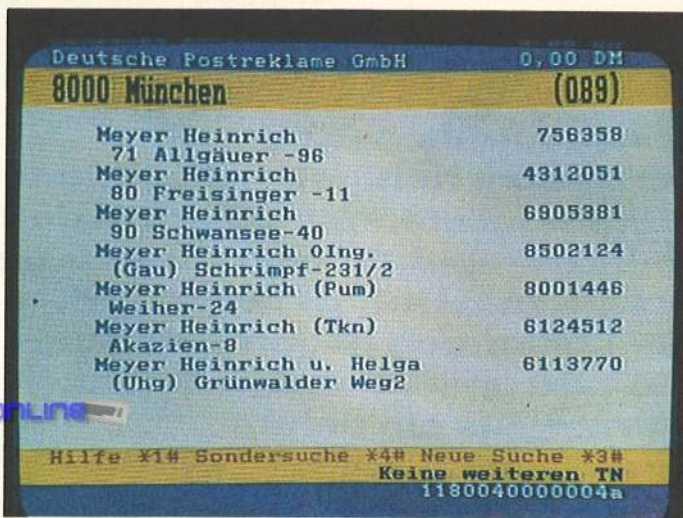 Deutsche Postreklame GmbH 0,00 DM
8000 München (089)
Meyer Heinrich 756358
71 Allgäuer -96
Meyer Heinrich 4312051
80 Freisinger -11
Meyer Heinrich 6905381
90 Schwansee-40
Meyer Heinrich OIng. 8502124
(Gau) Schrimpf-231/2
Meyer Heinrich (Pum) 8001446
Weiher-24
Meyer Heinrich (Tkn) 6124512
Akazien-8
Meyer Heinrich u. Helga 6113770
(Uhg) Grünwalder Weg2
online
Hilfe *1# Sondersuche *4# Neue Suche *3#
Keine weiteren TN
1180040000004a